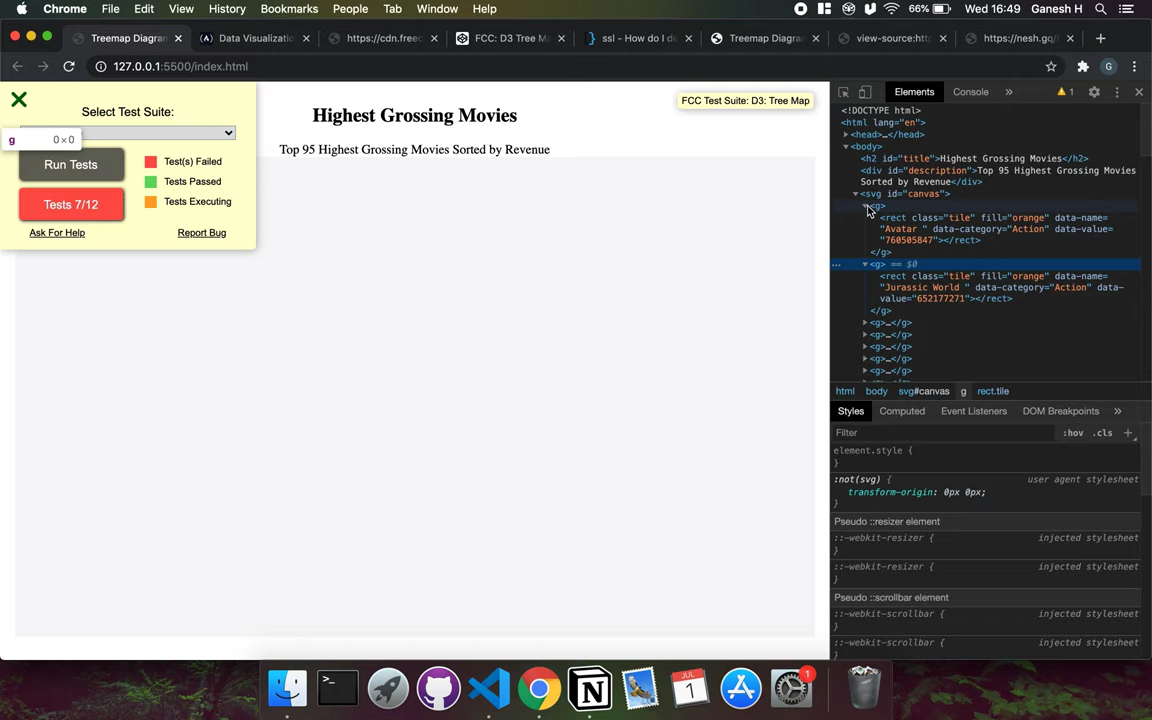 Chrome File Edit View History Bookmarks People Tab Window Help 66% Wed 16:49 Ganesh H
Treemap Diagra Data Visualizatio https://cdn.freec FCC: D3 Tree Ma ssl - How do I de Treemap Diagra view-source:http https://nesh.gq/
127.0.0.1:5500/index.html G
Select Test Suite:
g 0×0
Run Tests
Test(s) Failed
Tests Passed
Tests 7/12
Tests Executing
Ask For Help Report Bug
Highest Grossing Movies
Top 95 Highest Grossing Movies Sorted by Revenue
FCC Test Suite: D3: Tree Map
Elements Console » 1
<!DOCTYPE html>
<html lang="en">
<head>…</head>
<body>
<h2 id="title">Highest Grossing Movies</h2>
<div id="description">Top 95 Highest Grossing Movies
Sorted by Revenue</div>
<svg id="canvas">
<g>
<rect class="tile" fill="orange" data-name=
"Avatar " data-category="Action" data-value=
"760505847"></rect>
</g>
… <g> == $0
<rect class="tile" fill="orange" data-name=
"Jurassic World " data-category="Action" data-
value="652177271"></rect>
</g>
<g>…</g>
<g>…</g>
<g>…</g>
<g>…</g>
<g>…</g>
html body svg#canvas g rect.tile
Styles Computed Event Listeners DOM Breakpoints »
Filter :hov .cls +
element.style {
}
:not(svg) { user agent stylesheet
transform-origin: 0px 0px;
}
Pseudo ::resizer element
::-webkit-resizer { injected stylesheet
}
::-webkit-resizer { injected stylesheet
}
Pseudo ::scrollbar element
::-webkit-scrollbar { injected stylesheet
}
::-webkit-scrollbar { injected stylesheet
}
JUL
1
1